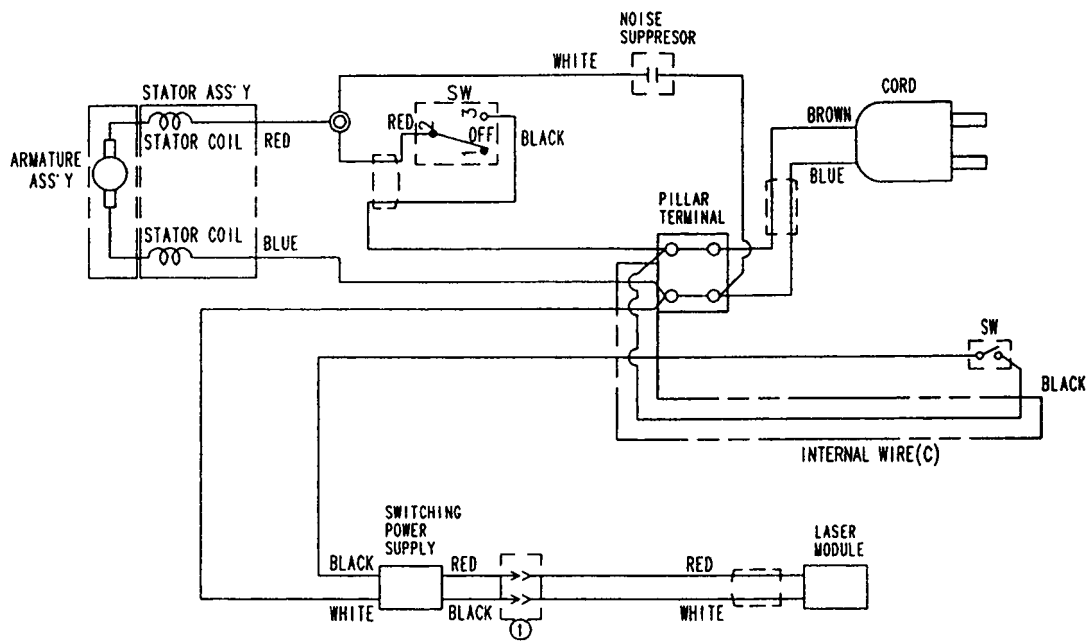 NOISE
SUPPRESOR
WHITE
CORD
STATOR ASS'Y
SW
BROWN
RED
2
3
OFF
1
BLACK
STATOR COIL
RED
ARMATURE
ASS'Y
BLUE
PILLAR
TERMINAL
STATOR COIL
BLUE
SW
BLACK
INTERNAL WIRE(C)
SWITCHING
POWER
SUPPLY
LASER
MODULE
BLACK
RED
RED
WHITE
BLACK
WHITE
1